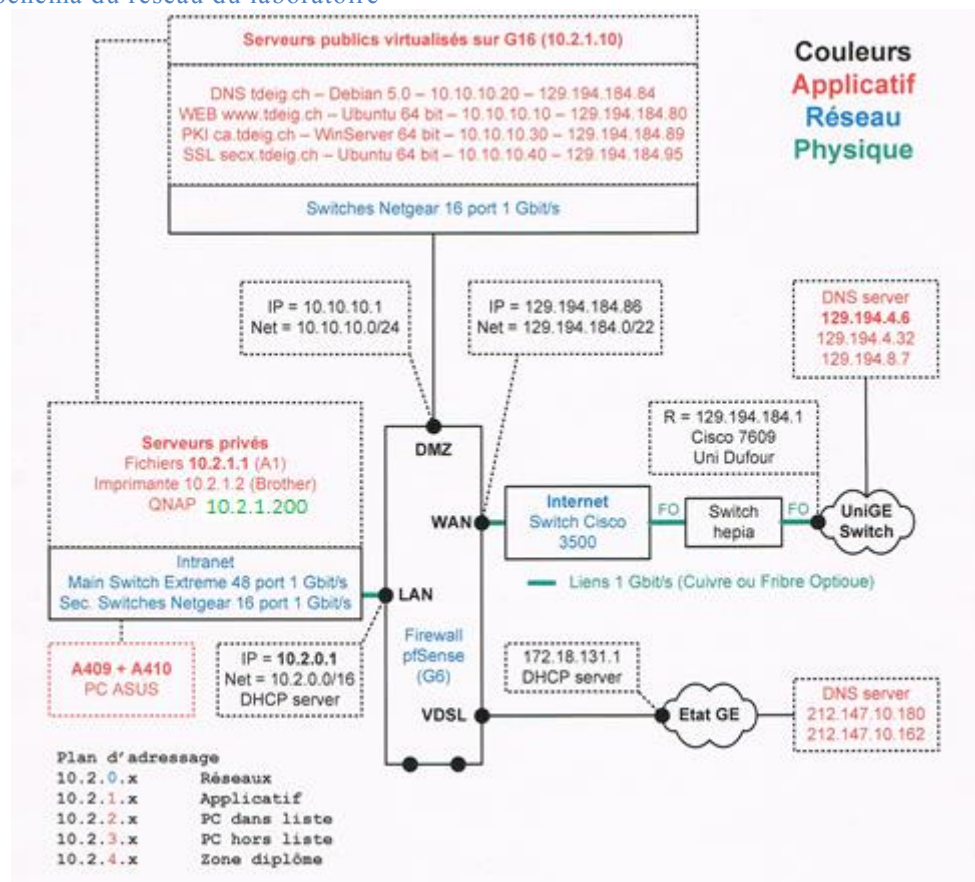 schéma du réseau du laboratoire
Serveurs publics virtualisés sur G16 (10.2.1.10)
DNS tdeig.ch – Debian 5.0 – 10.10.10.20 – 129.194.184.84
WEB www.tdeig.ch – Ubuntu 64 bit – 10.10.10.10 – 129.194.184.80
PKI ca.tdeig.ch – WinServer 64 bit – 10.10.10.30 – 129.194.184.89
SSL secx.tdeig.ch – Ubuntu 64 bit – 10.10.10.40 – 129.194.184.95
Switches Netgear 16 port 1 Gbit/s
Couleurs
Applicatif
Réseau
Physique
IP = 10.10.10.1
Net = 10.10.10.0/24
IP = 129.194.184.86
Net = 129.194.184.0/22
DNS server
129.194.4.6
129.194.4.32
129.194.8.7
R = 129.194.184.1
Cisco 7609
Uni Dufour
Serveurs privés
Fichiers 10.2.1.1 (A1)
Imprimante 10.2.1.2 (Brother)
QNAP 10.2.1.200
Intranet
Main Switch Extreme 48 port 1 Gbit/s
Sec. Switches Netgear 16 port 1 Gbit/s
DMZ
WAN
LAN
Firewall
pfSense
(G6)
VDSL
Internet
Switch Cisco
3500
FO
Switch
hepia
FO
UniGE
Switch
Liens 1 Gbit/s (Cuivre ou Fribre Optioue)
A409 + A410
PC ASUS
IP = 10.2.0.1
Net = 10.2.0.0/16
DHCP server
172.18.131.1
DHCP server
Etat GE
DNS server
212.147.10.180
212.147.10.162
Plan d'adressage
10.2.0.x Réseaux
10.2.1.x Applicatif
10.2.2.x PC dans liste
10.2.3.x PC hors liste
10.2.4.x Zone diplôme